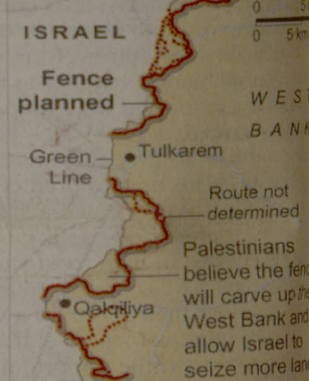 ISRAEL
0
0 5 km
Fence
planned
WEST
BANK
Green
Line
Tulkarem
Route not
determined
Palestinians
believe the fence
will carve up the
West Bank and
allow Israel to
seize more land
Qalqiliya